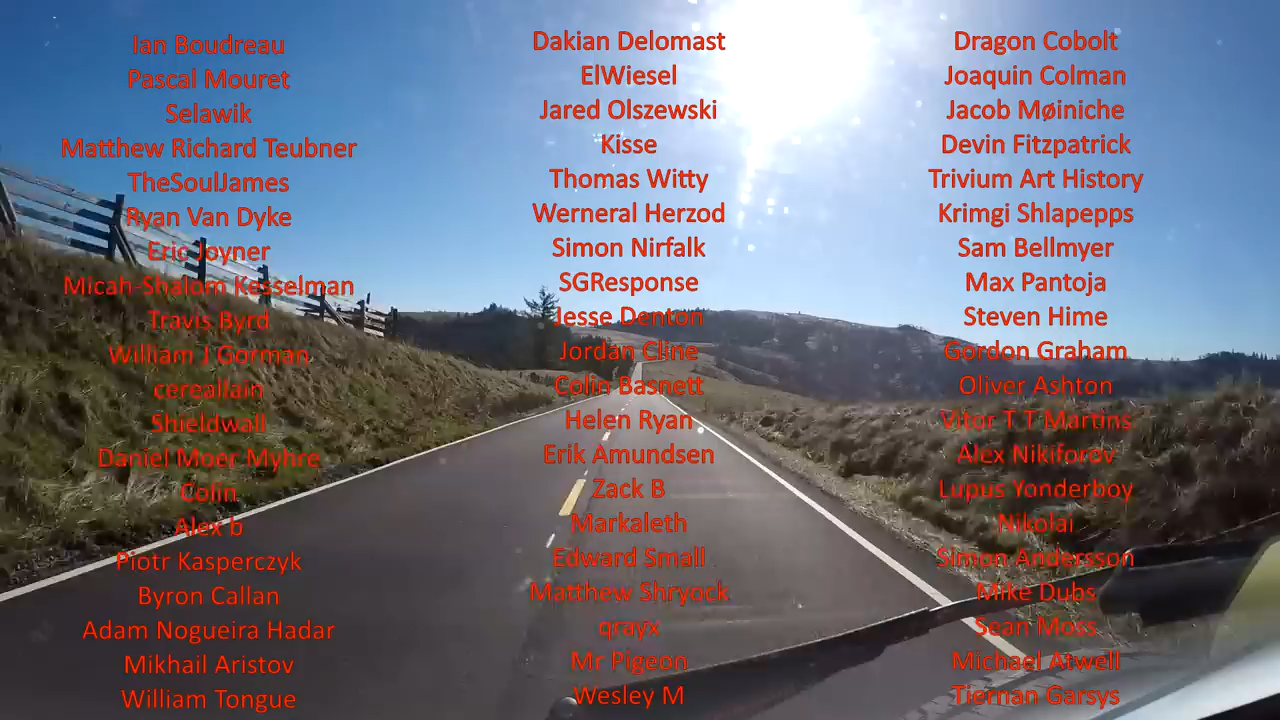 Ian Boudreau
Pascal Mouret
Selawik
Matthew Richard Teubner
TheSoulJames
Ryan Van Dyke
Eric Joyner
Micah-Shalom Kesselman
Travis Byrd
William J Gorman
cereallain
Shieldwall
Daniel Moer Myhre
Colin
Alex b
Piotr Kasperczyk
Byron Callan
Adam Nogueira Hadar
Mikhail Aristov
William Tongue
Dakian Delomast
ElWiesel
Jared Olszewski
Kisse
Thomas Witty
Werneral Herzod
Simon Nirfalk
SGResponse
Jesse Denton
Jordan Cline
Colin Basnett
Helen Ryan
Erik Amundsen
Zack B
Markaleth
Edward Small
Matthew Shryock
qrayx
Mr Pigeon
Wesley M
Dragon Cobolt
Joaquin Colman
Jacob Møiniche
Devin Fitzpatrick
Trivium Art History
Krimgi Shlapepps
Sam Bellmyer
Max Pantoja
Steven Hime
Gordon Graham
Oliver Ashton
Vitor T T Martins
Alex Nikiforov
Lupus Yonderboy
Nikolai
Simon Andersson
Mike Dubs
Sean Moss
Michael Atwell
Tiernan Garsys